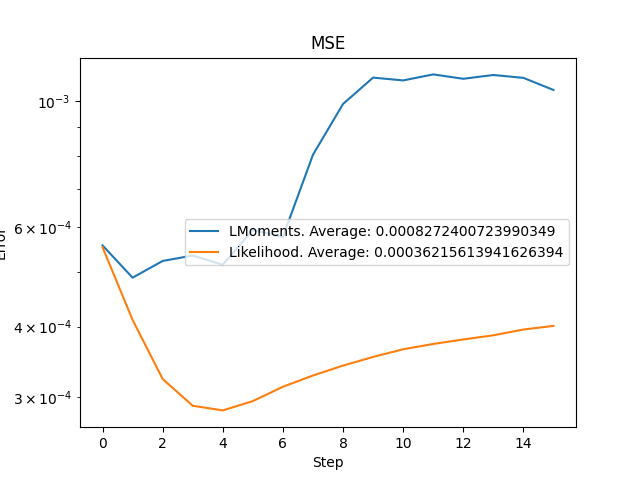 MSE
Error
10⁻³
6 × 10⁻⁴
4 × 10⁻⁴
3 × 10⁻⁴
LMoments. Average: 0.0008272400723990349
Likelihood. Average: 0.00036215613941626394
0 2 4 6 8 10 12 14
Step